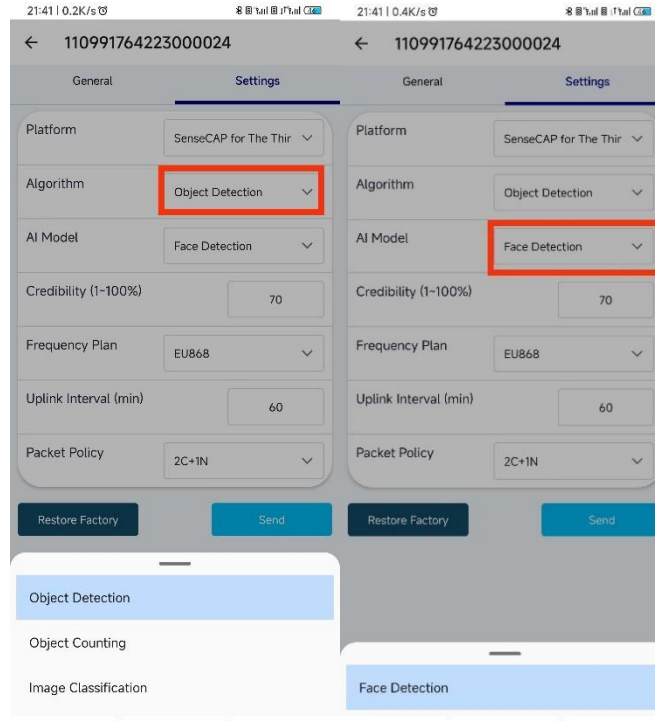 21:41 | 0.2K/s
110991764223000024
General
Settings
Platform
SenseCAP for The Thir
Algorithm
Object Detection
AI Model
Face Detection
Credibility (1~100%)
70
Frequency Plan
EU868
Uplink Interval (min)
60
Packet Policy
2C+1N
Restore Factory
Send
Object Detection
Object Counting
Image Classification
21:41 | 0.4K/s
110991764223000024
General
Settings
Platform
SenseCAP for The Thir
Algorithm
Object Detection
AI Model
Face Detection
Credibility (1~100%)
70
Frequency Plan
EU868
Uplink Interval (min)
60
Packet Policy
2C+1N
Restore Factory
Send
Face Detection